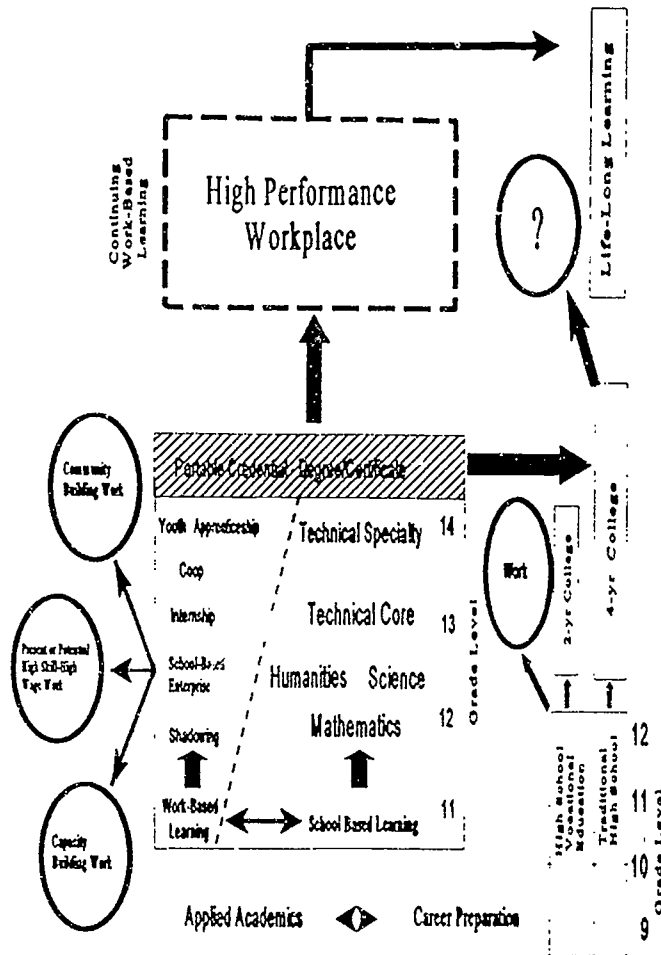 Life-Long Learning
Continuing
Work-Based
Learning
High Performance
Workplace
?
Community
Building Work
Portable Credential Degree/Certificate
Youth Apprenticeship
Technical Specialty
14
Coop
Work
2-yr College
4-yr College
Internship
Technical Core
13
Grade Level
Present or Potential
High Skill-High
Wage Work
School-Based
Enterprise
Humanities Science
Mathematics
12
Shadowing
Work-Based
Learning
School Based Learning
11
Capacity
Building Work
High School
Vocational
Education
Traditional
High School
12
11
10
9
Grade Level
Applied Academics
Career Preparation